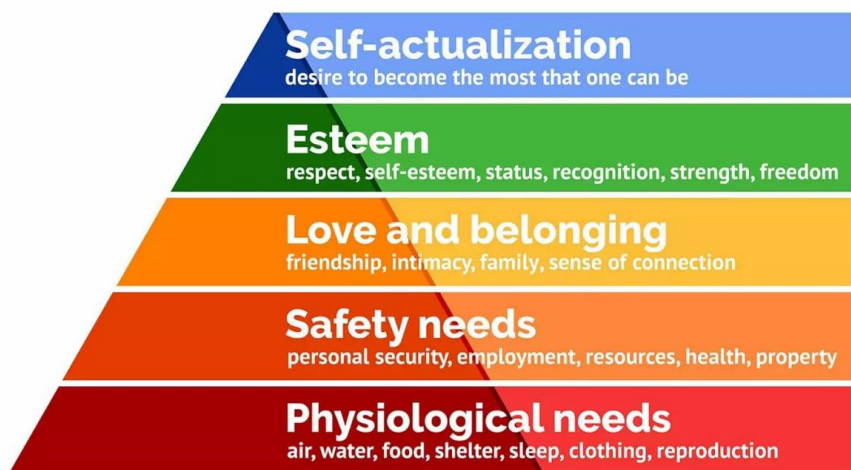 Self-actualization
desire to become the most that one can be
Esteem
respect, self-esteem, status, recognition, strength, freedom
Love and belonging
friendship, intimacy, family, sense of connection
Safety needs
personal security, employment, resources, health, property
Physiological needs
air, water, food, shelter, sleep, clothing, reproduction